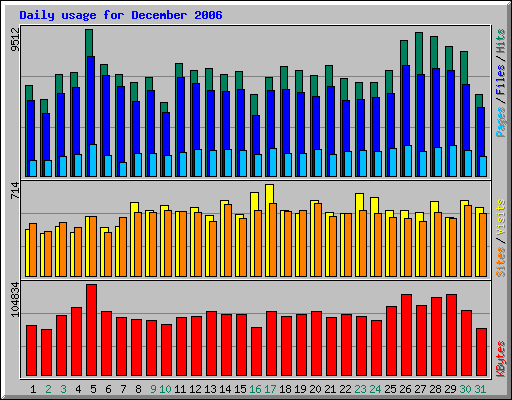 Daily usage for December 2006
9512
Pages / Files / Hits
714
Sites / Visits
104834
KBytes
1 2 3 4 5 6 7 8 9 10 11 12 13 14 15 16 17 18 19 20 21 22 23 24 25 26 27 28 29 30 31